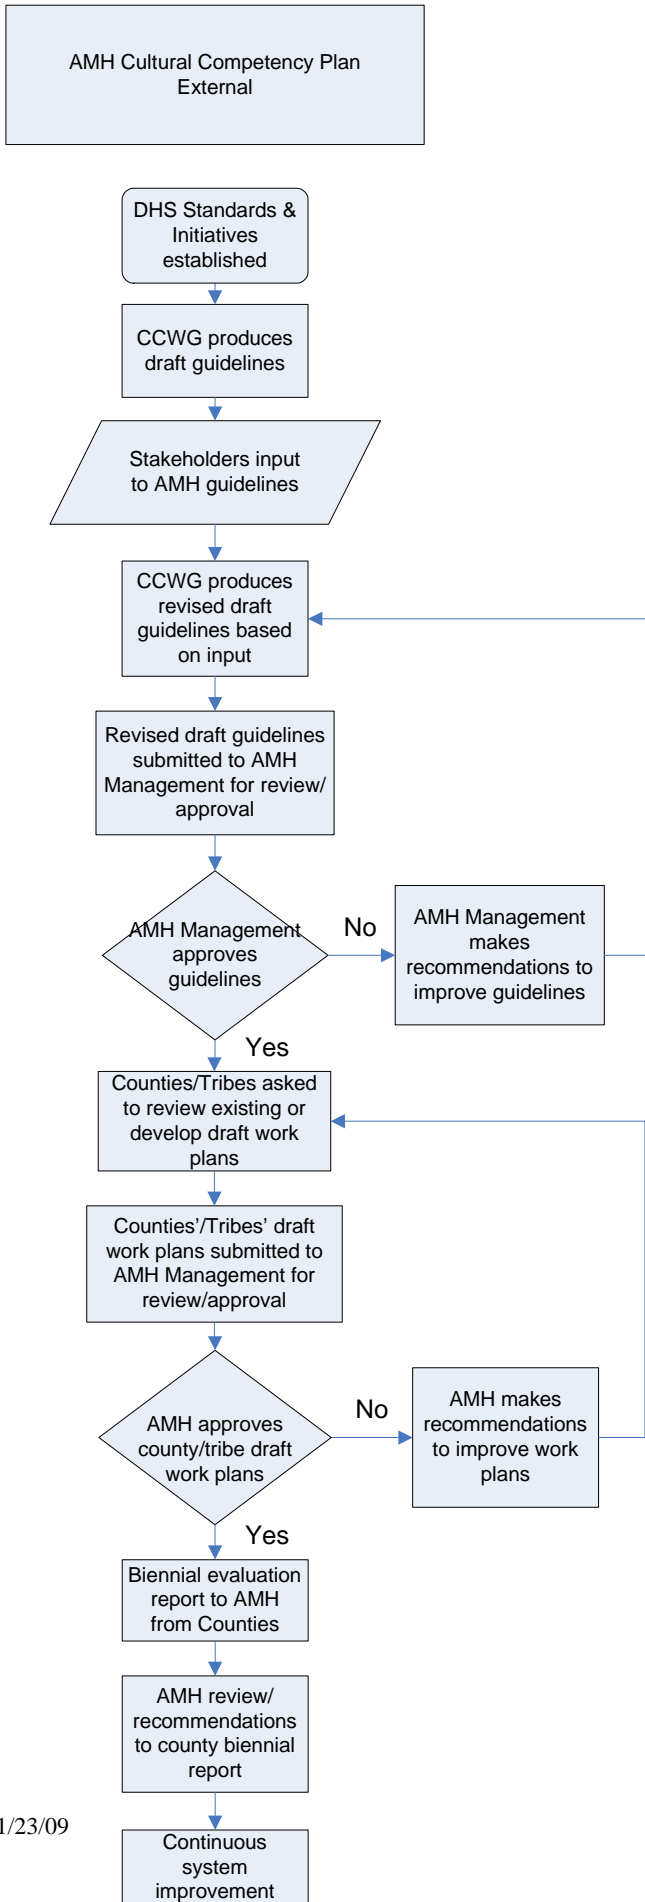 AMH Cultural Competency Plan
External
DHS Standards &
Initiatives
established
CCWG produces
draft guidelines
Stakeholders input
to AMH guidelines
CCWG produces
revised draft
guidelines based
on input
Revised draft guidelines
submitted to AMH
Management for review/
approval
AMH Management
approves
guidelines
No
AMH Management
makes
recommendations to
improve guidelines
Yes
Counties/Tribes asked
to review existing or
develop draft work
plans
Counties’/Tribes’ draft
work plans submitted to
AMH Management for
review/approval
AMH approves
county/tribe draft
work plans
No
AMH makes
recommendations
to improve work
plans
Yes
Biennial evaluation
report to AMH
from Counties
AMH review/
recommendations
to county biennial
report
1/23/09
Continuous
system
improvement